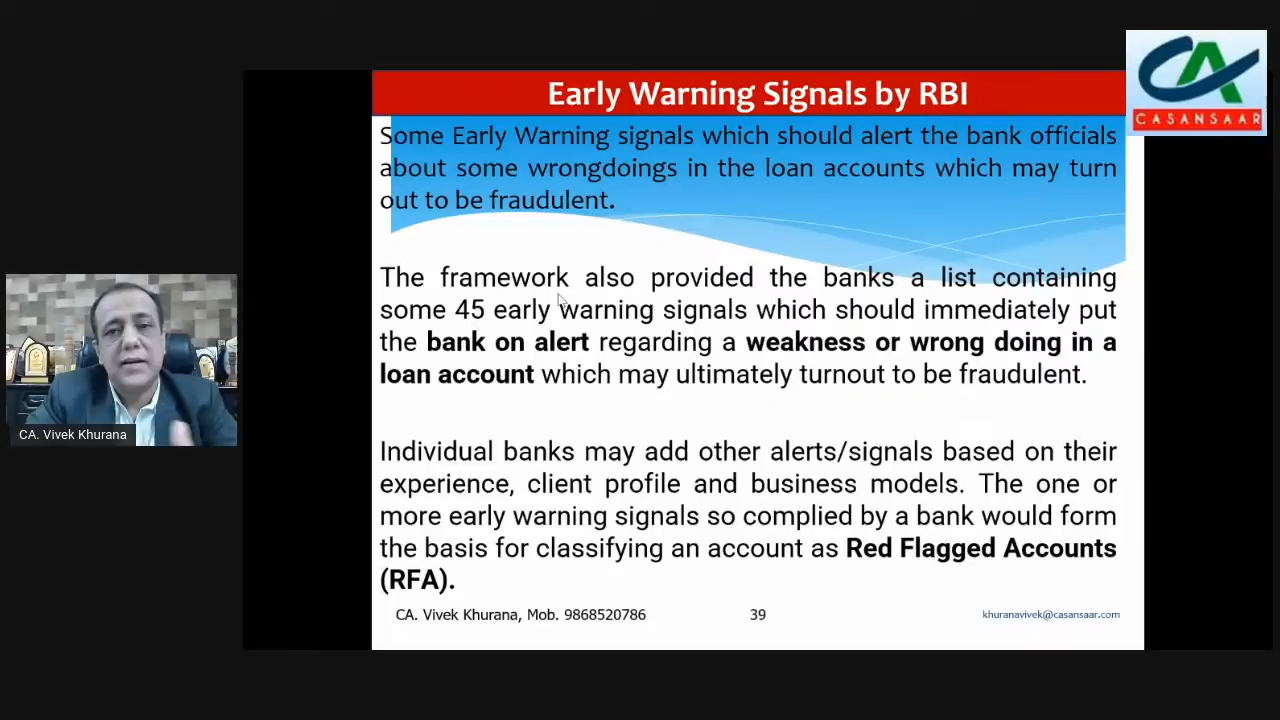 Early Warning Signals by RBI
CASANSAAR
Some Early Warning signals which should alert the bank officials
about some wrongdoings in the loan accounts which may turn
out to be fraudulent.
The framework also provided the banks a list containing
some 45 early warning signals which should immediately put
the bank on alert regarding a weakness or wrong doing in a
loan account which may ultimately turnout to be fraudulent.
Individual banks may add other alerts/signals based on their
experience, client profile and business models. The one or
more early warning signals so complied by a bank would form
the basis for classifying an account as Red Flagged Accounts
(RFA).
CA. Vivek Khurana, Mob. 9868520786
39
khuranavivek@casansaar.com
CA. Vivek Khurana